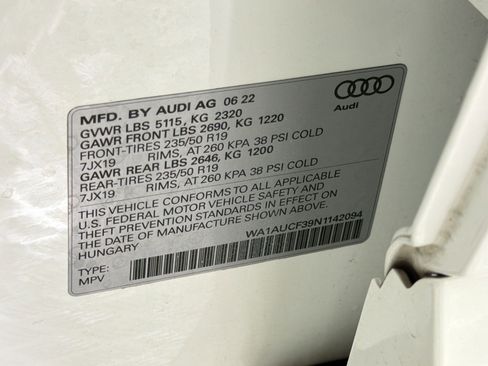 MFD. BY AUDI AG 06 22
GVWR LBS 5115, KG 2320
GAWR FRONT LBS 2690, KG 1220
FRONT-TIRES 235/50 R19
7JX19 RIMS, AT 260 KPA 38 PSI COLD
GAWR REAR LBS 2646, KG 1200
REAR-TIRES 235/50 R19
7JX19 RIMS, AT 260 KPA 38 PSI COLD
THIS VEHICLE CONFORMS TO ALL APPLICABLE
U.S. FEDERAL MOTOR VEHICLE SAFETY AND
THEFT PREVENTION STANDARDS IN EFFECT ON
THE DATE OF MANUFACTURE SHOWN ABOVE.
HUNGARY
WA1AUCF39N1142094
TYPE:
MPV
Audi